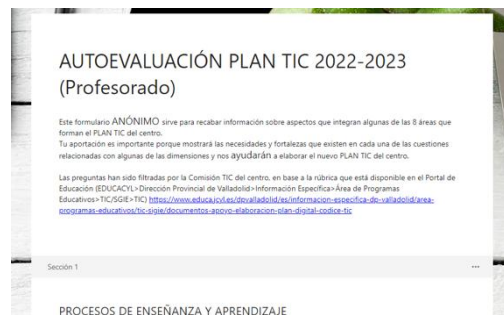 AUTOEVALUACIÓN PLAN TIC 2022-2023
(Profesorado)
Este formulario ANÓNIMO sirve para recabar información sobre aspectos que integran algunas de las 8 áreas que
forman el PLAN TIC del centro.
Tu aportación es importante porque mostrará las necesidades y fortalezas que existen en cada una de las cuestiones
relacionadas con algunas de las dimensiones y nos ayudarán a elaborar el nuevo PLAN TIC del centro.
Las preguntas han sido filtradas por la Comisión TIC del centro, en base a la rúbrica que está disponible en el Portal de
Educación (EDUCACYL>Dirección Provincial de Valladolid>Información Específica>Área de Programas
Educativos>TIC/SGIE>TIC) https://www.educa.jcyl.es/dpvalladolid/es/informacion-especifica-dp-valladolid/area-
programas-educativos/tic-sigie/documentos-apoyo-elaboracion-plan-digital-codice-tic
Sección 1
...
PROCESOS DE ENSEÑANZA Y APRENDIZAJE